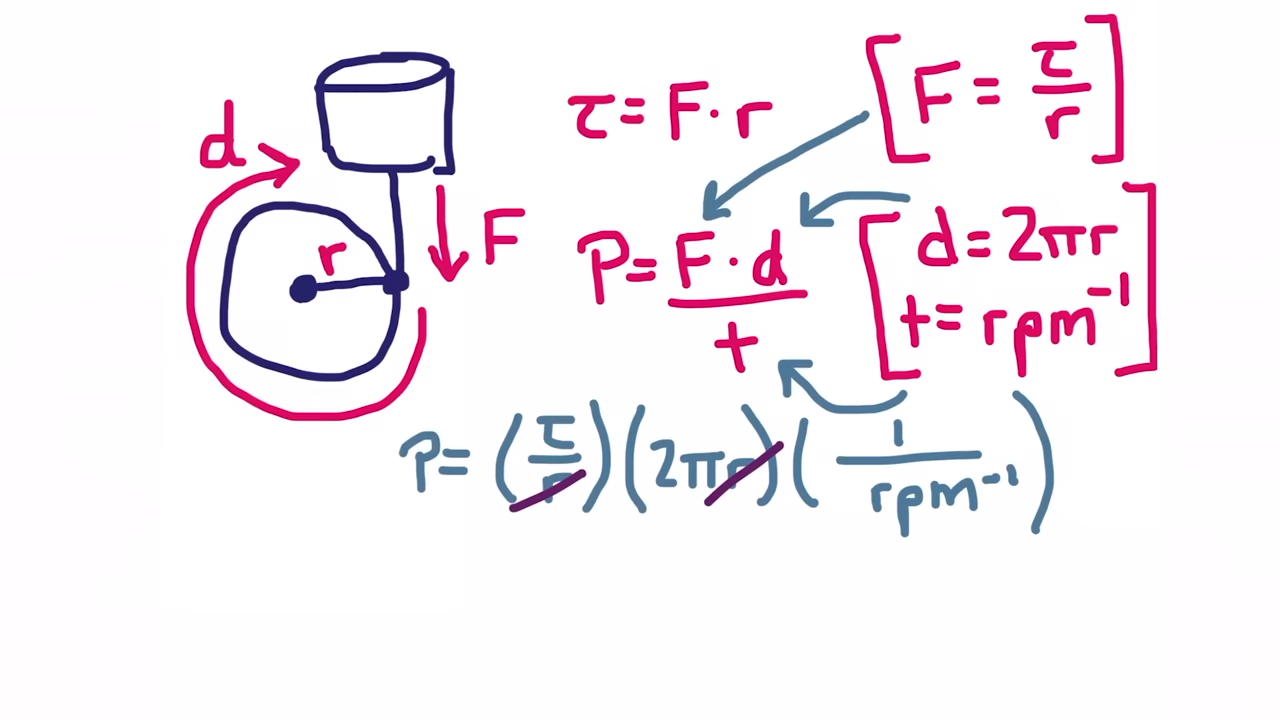 d
r
F
τ = F · r
[F = τ/r]
P = F · d / t
[d = 2πr
t = rpm⁻¹]
P = (τ/r)(2πr)(1/rpm⁻¹)